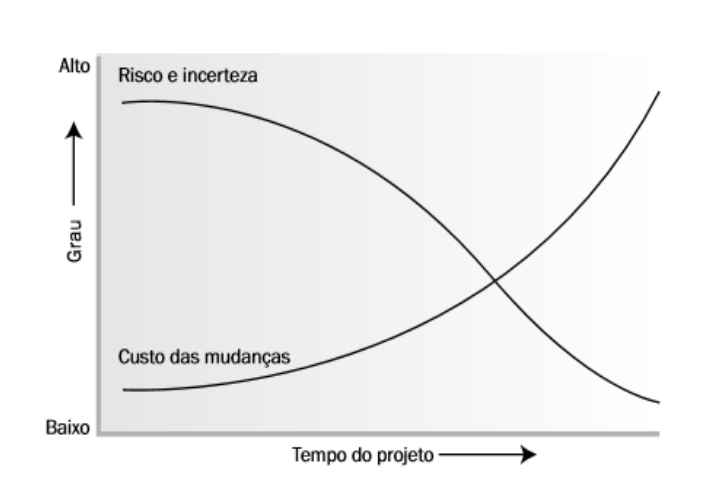 Alto
Risco e incerteza
Grau
Custo das mudanças
Baixo
Tempo do projeto